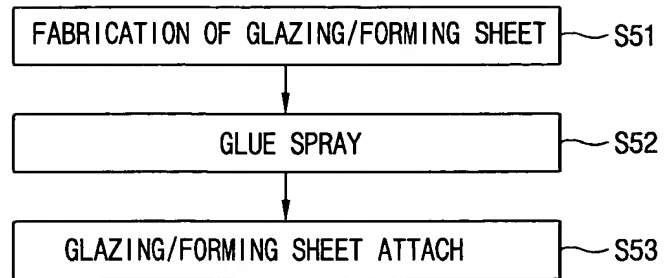 FABRICATION OF GLAZING/FORMING SHEET S51
GLUE SPRAY S52
GLAZING/FORMING SHEET ATTACH S53